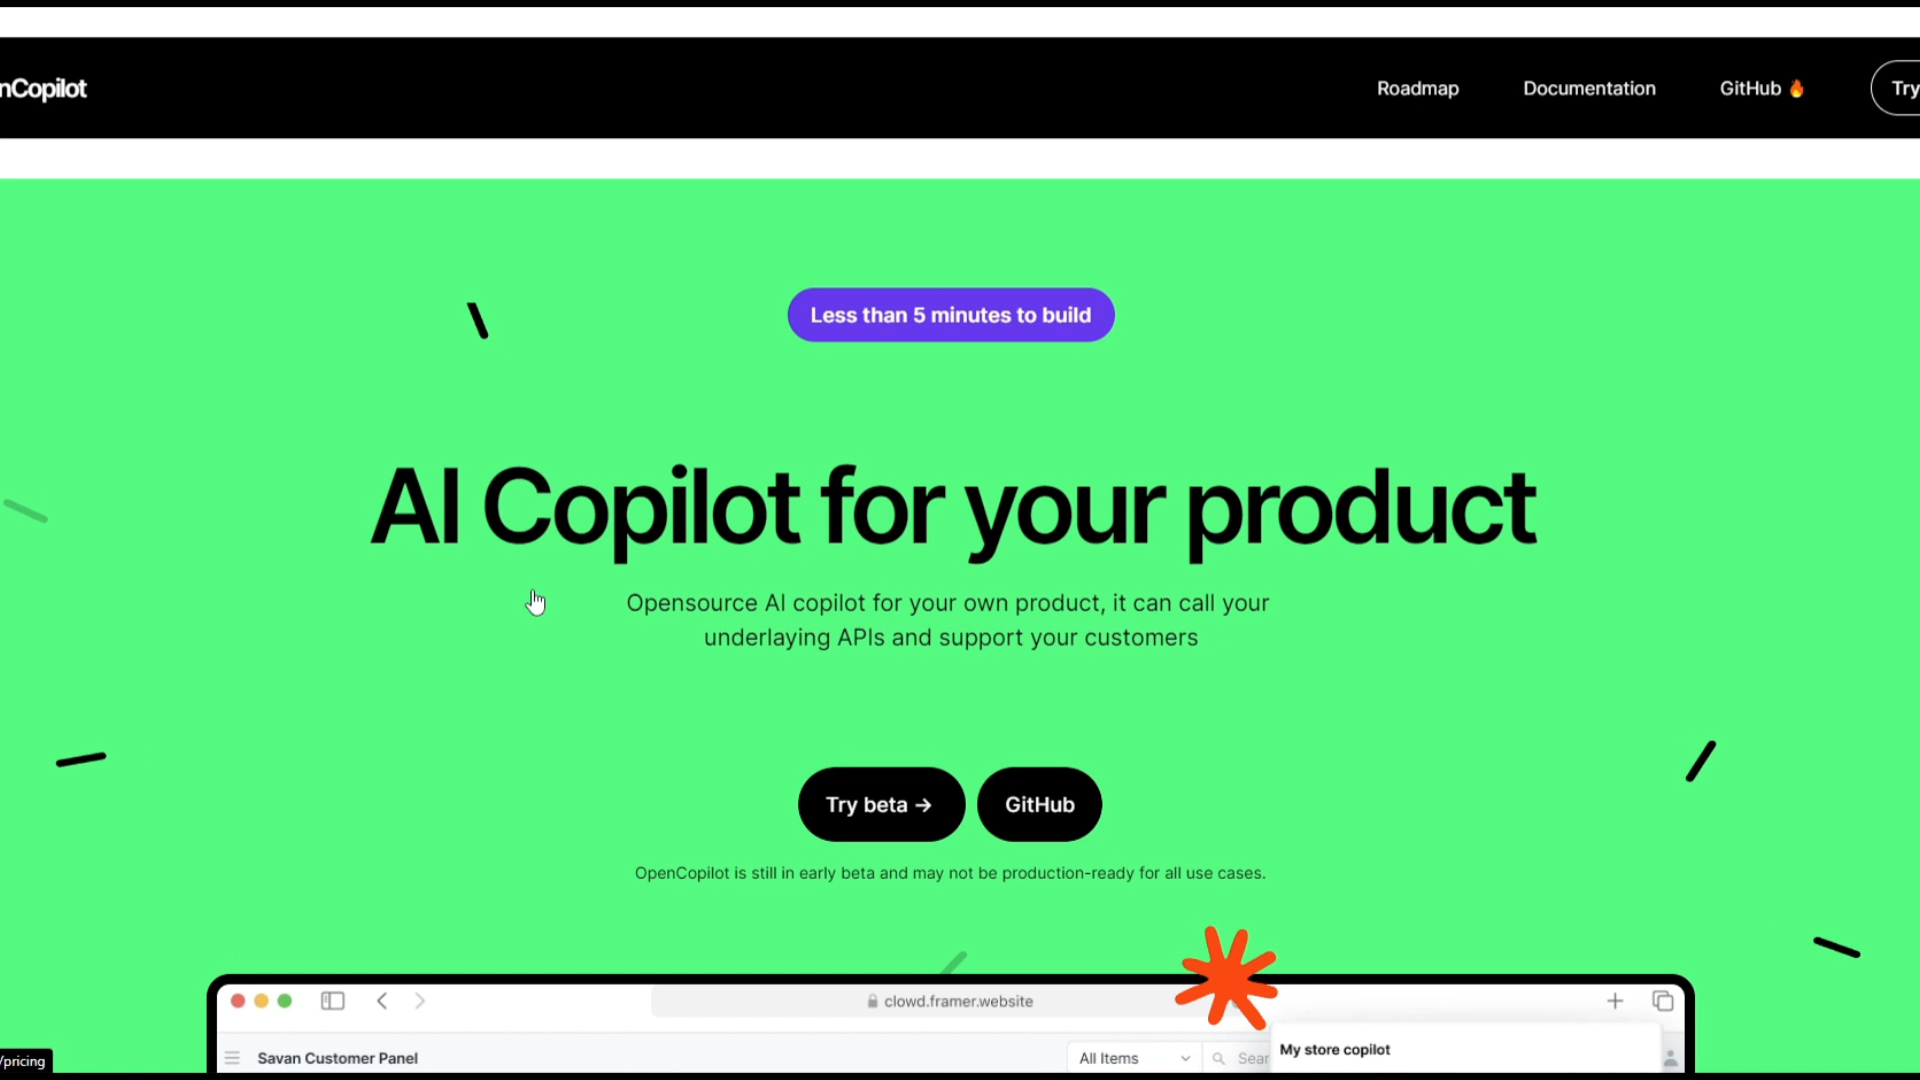 nCopilot
Roadmap
Documentation
GitHub 🔥
Try
Less than 5 minutes to build
AI Copilot for your product
Opensource AI copilot for your own product, it can call your
underlaying APIs and support your customers
Try beta →
GitHub
OpenCopilot is still in early beta and may not be production-ready for all use cases.
clowd.framer.website
Savan Customer Panel
All Items
Sear
My store copilot
/pricing